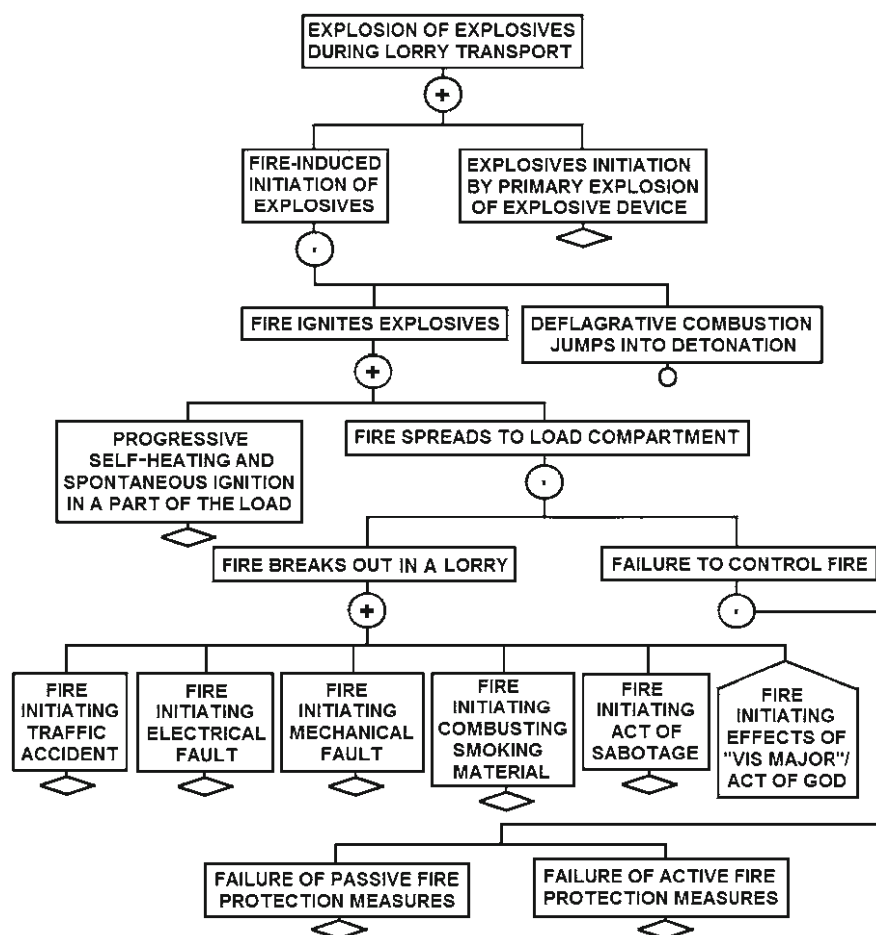 EXPLOSION OF EXPLOSIVES
DURING LORRY TRANSPORT
+
FIRE-INDUCED
INITIATION OF
EXPLOSIVES
EXPLOSIVES INITIATION
BY PRIMARY EXPLOSION
OF EXPLOSIVE DEVICE
·
FIRE IGNITES EXPLOSIVES
DEFLAGRATIVE COMBUSTION
JUMPS INTO DETONATION
+
PROGRESSIVE
SELF-HEATING AND
SPONTANEOUS IGNITION
IN A PART OF THE LOAD
FIRE SPREADS TO LOAD COMPARTMENT
·
FIRE BREAKS OUT IN A LORRY
FAILURE TO CONTROL FIRE
+
·
FIRE
INITIATING
TRAFFIC
ACCIDENT
FIRE
INITIATING
ELECTRICAL
FAULT
FIRE
INITIATING
MECHANICAL
FAULT
FIRE
INITIATING
COMBUSTING
SMOKING
MATERIAL
FIRE
INITIATING
ACT OF
SABOTAGE
FIRE
INITIATING
EFFECTS OF
"VIS MAJOR"/
ACT OF GOD
FAILURE OF PASSIVE FIRE
PROTECTION MEASURES
FAILURE OF ACTIVE FIRE
PROTECTION MEASURES